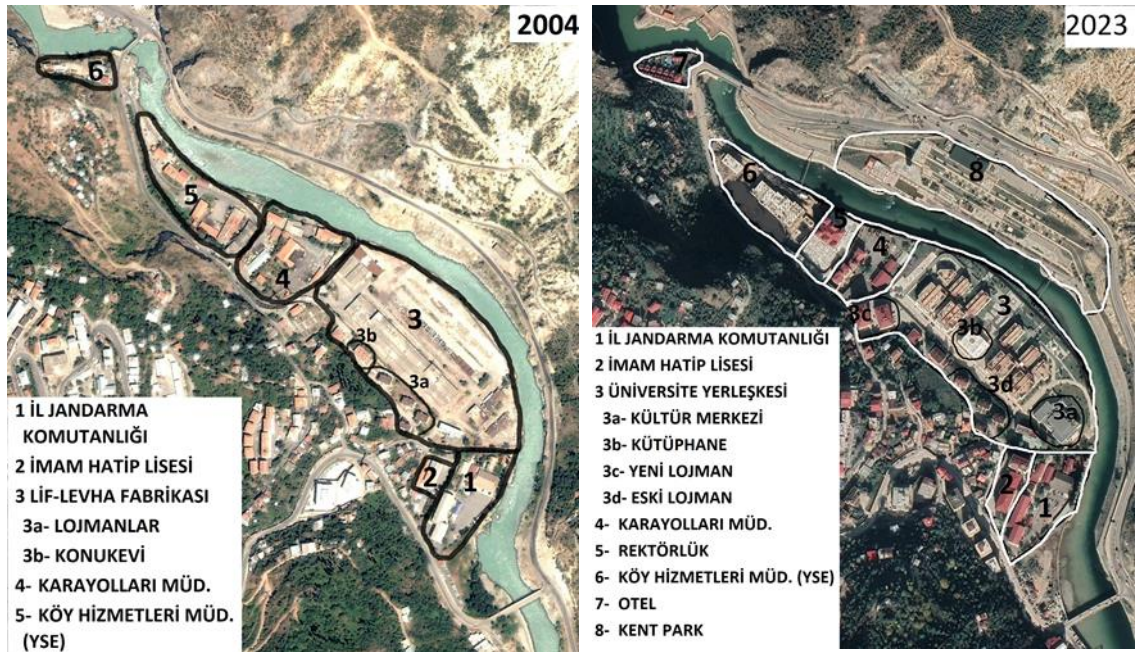 2004
6
5
4
3
3b
3a
2
1
1 İL JANDARMA
KOMUTANLIĞI
2 İMAM HATİP LİSESİ
3 LİF-LEVHA FABRİKASI
3a- LOJMANLAR
3b- KONUKEVİ
4- KARAYOLLARI MÜD.
5- KÖY HİZMETLERİ MÜD.
(YSE)
2023
6
8
5
4
3c
3
3b
3d
3a
2
1
1 İL JANDARMA KOMUTANLIĞI
2 İMAM HATİP LİSESİ
3 ÜNİVERSİTE YERLEŞKESİ
3a- KÜLTÜR MERKEZİ
3b- KÜTÜPHANE
3c- YENİ LOJMAN
3d- ESKİ LOJMAN
4- KARAYOLLARI MÜD.
5- REKTÖRLÜK
6- KÖY HİZMETLERİ MÜD. (YSE)
7- OTEL
8- KENT PARK